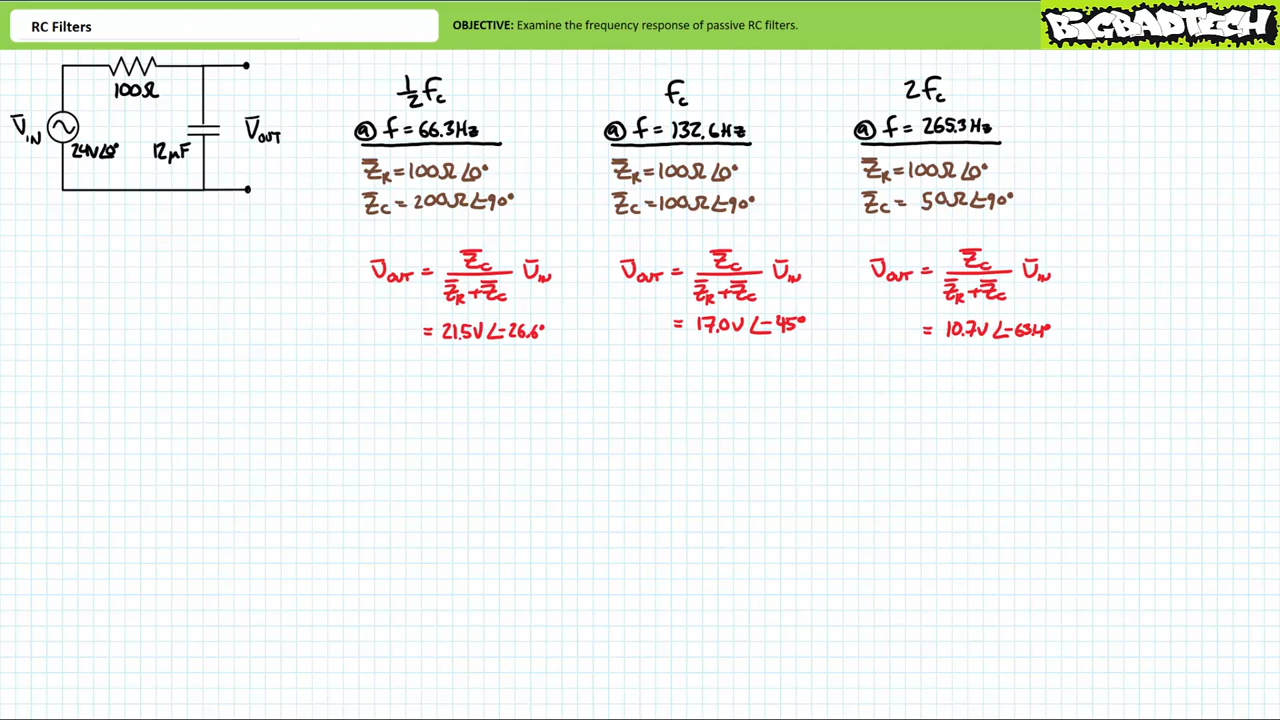 RC Filters
OBJECTIVE: Examine the frequency response of passive RC filters.
BIGBADTECH
100Ω
V̄IN
24V∠0°
12μF
V̄OUT
½fc
@ f = 66.3Hz
Z̄R = 100Ω∠0°
Z̄C = 200Ω∠-90°
V̄OUT = Z̄C / (Z̄R + Z̄C) V̄IN
= 21.5V∠-26.6°
fc
@ f = 132.6Hz
Z̄R = 100Ω∠0°
Z̄C = 100Ω∠-90°
V̄OUT = Z̄C / (Z̄R + Z̄C) V̄IN
= 17.0V∠-45°
2fc
@ f = 265.3Hz
Z̄R = 100Ω∠0°
Z̄C = 50Ω∠-90°
V̄OUT = Z̄C / (Z̄R + Z̄C) V̄IN
= 10.7V∠-63.4°